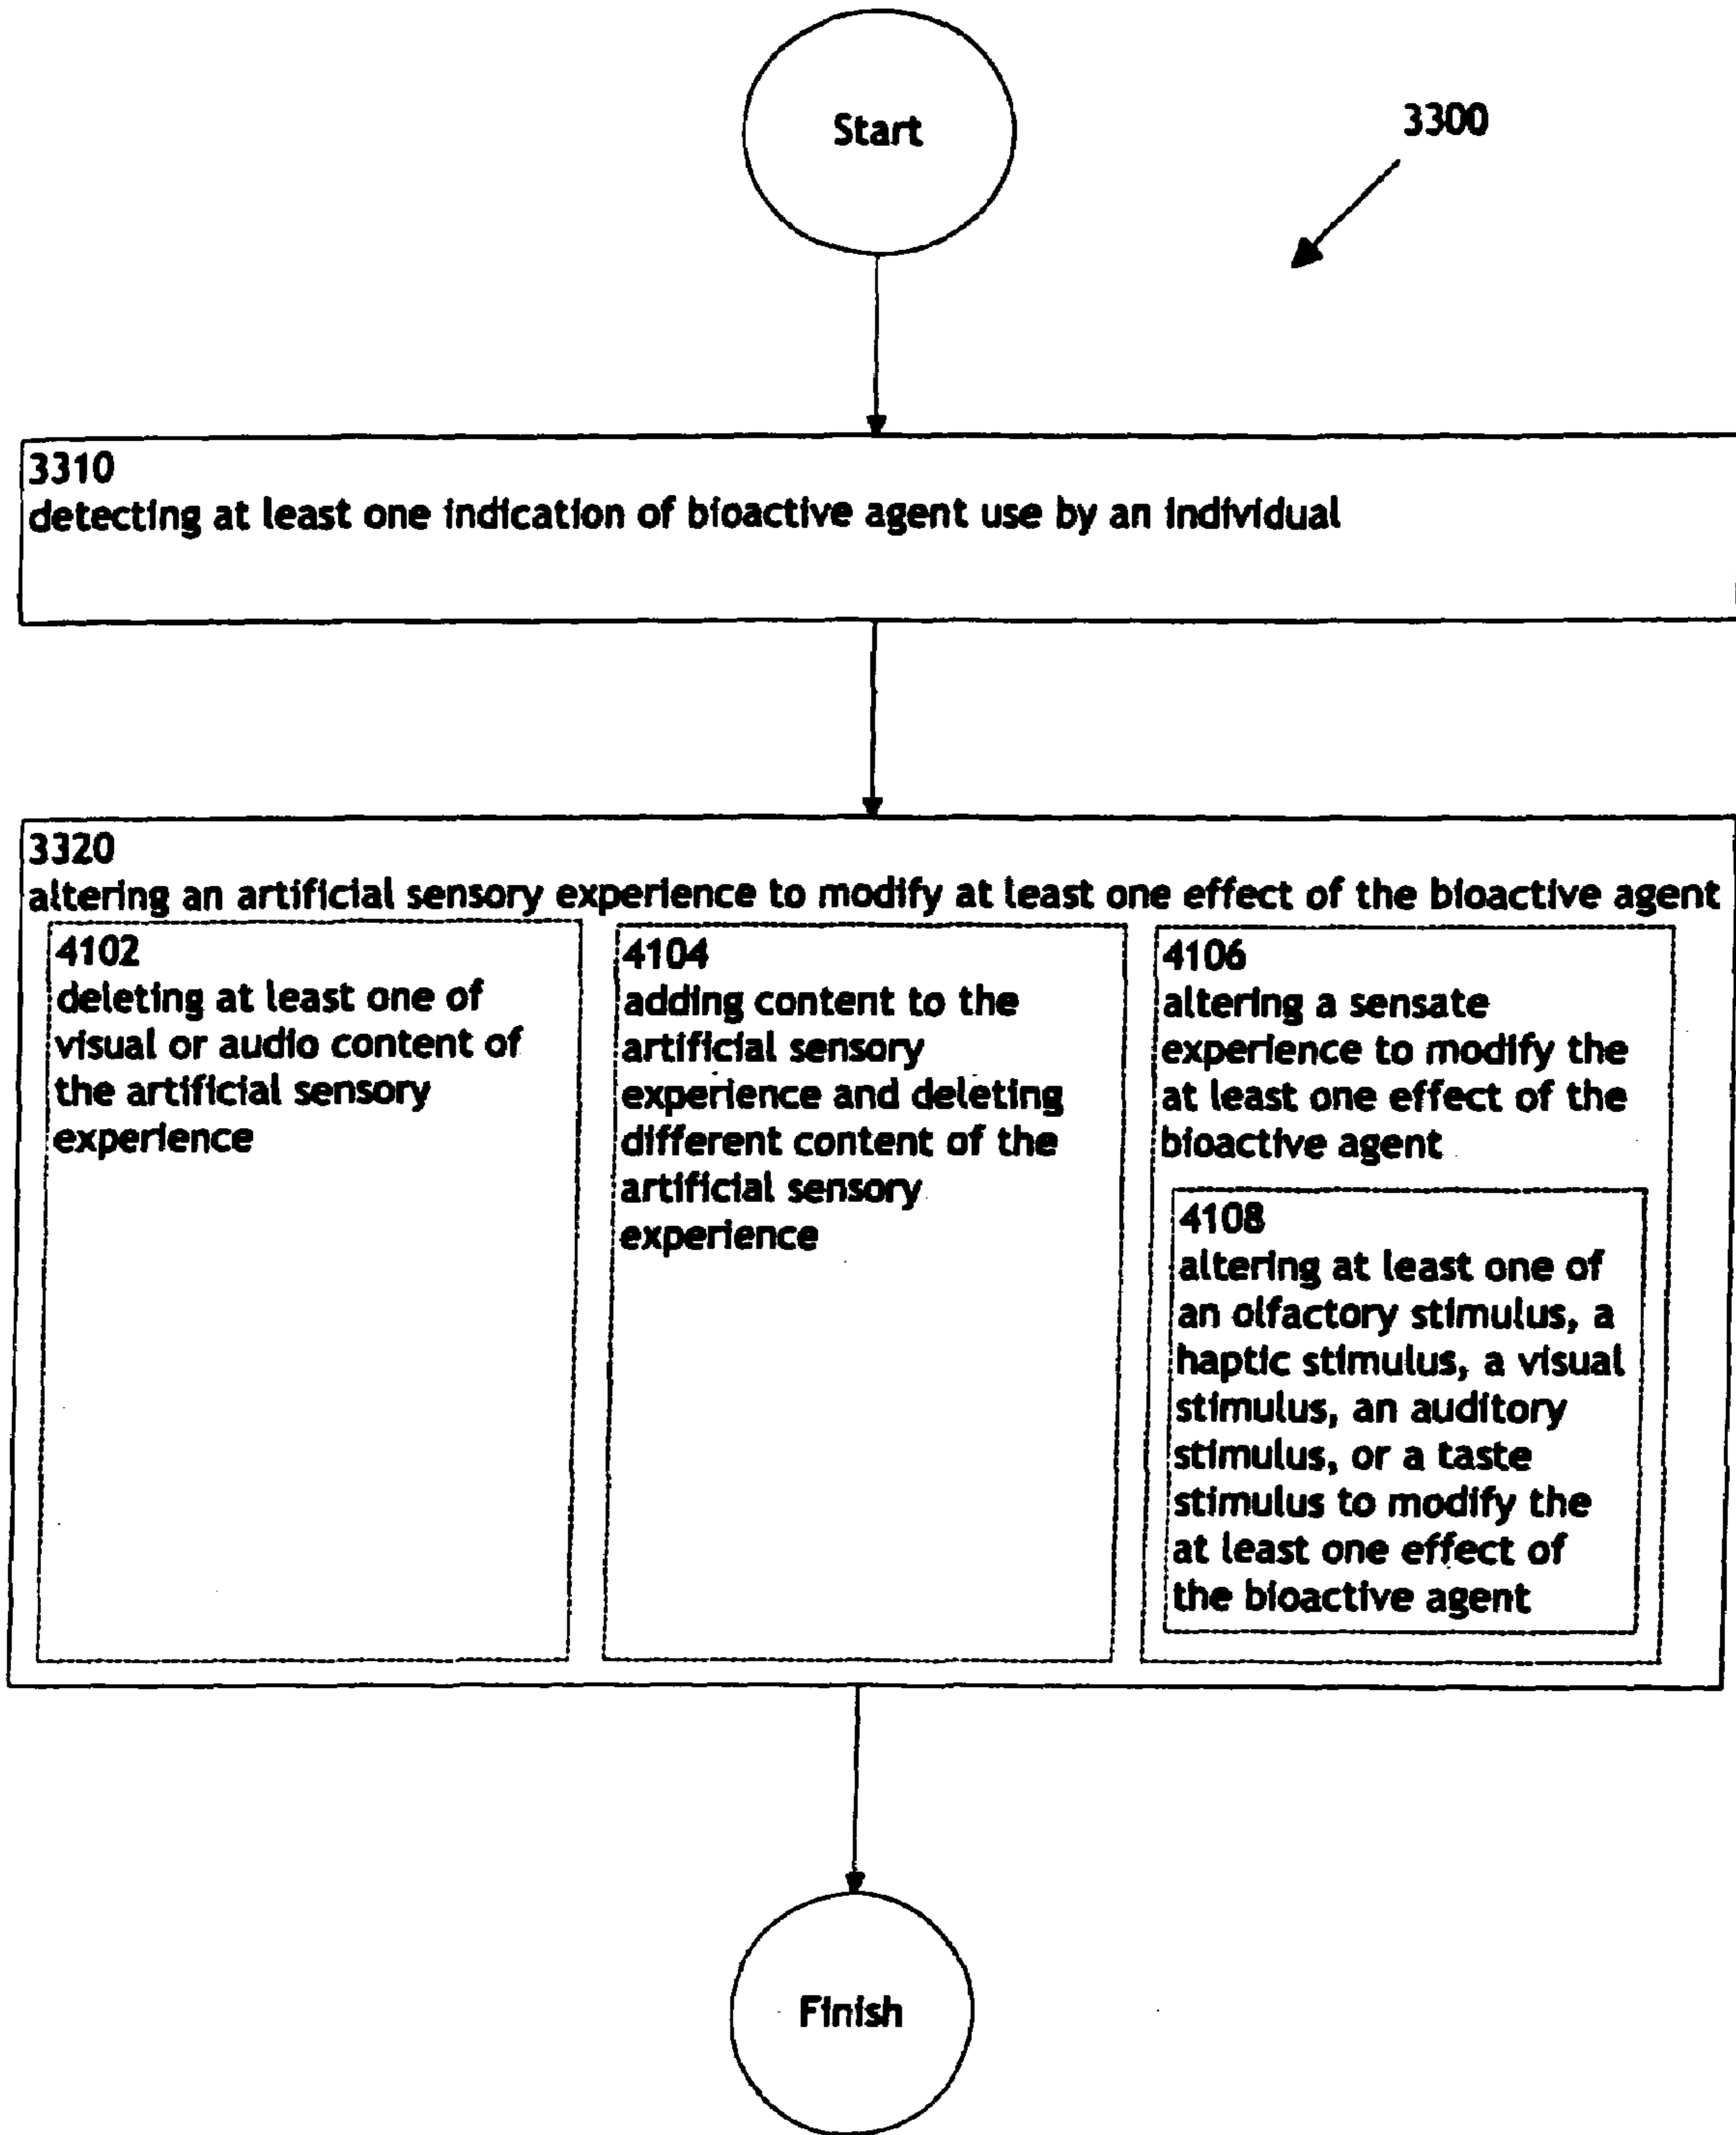 Start
3300
3310
detecting at least one indication of bioactive agent use by an individual
3320
altering an artificial sensory experience to modify at least one effect of the bioactive agent
4102
deleting at least one of
visual or audio content of
the artificial sensory
experience
4104
adding content to the
artificial sensory
experience and deleting
different content of the
artificial sensory
experience
4106
altering a sensate
experience to modify the
at least one effect of the
bioactive agent
4108
altering at least one of
an olfactory stimulus, a
haptic stimulus, a visual
stimulus, an auditory
stimulus, or a taste
stimulus to modify the
at least one effect of
the bioactive agent
Finish